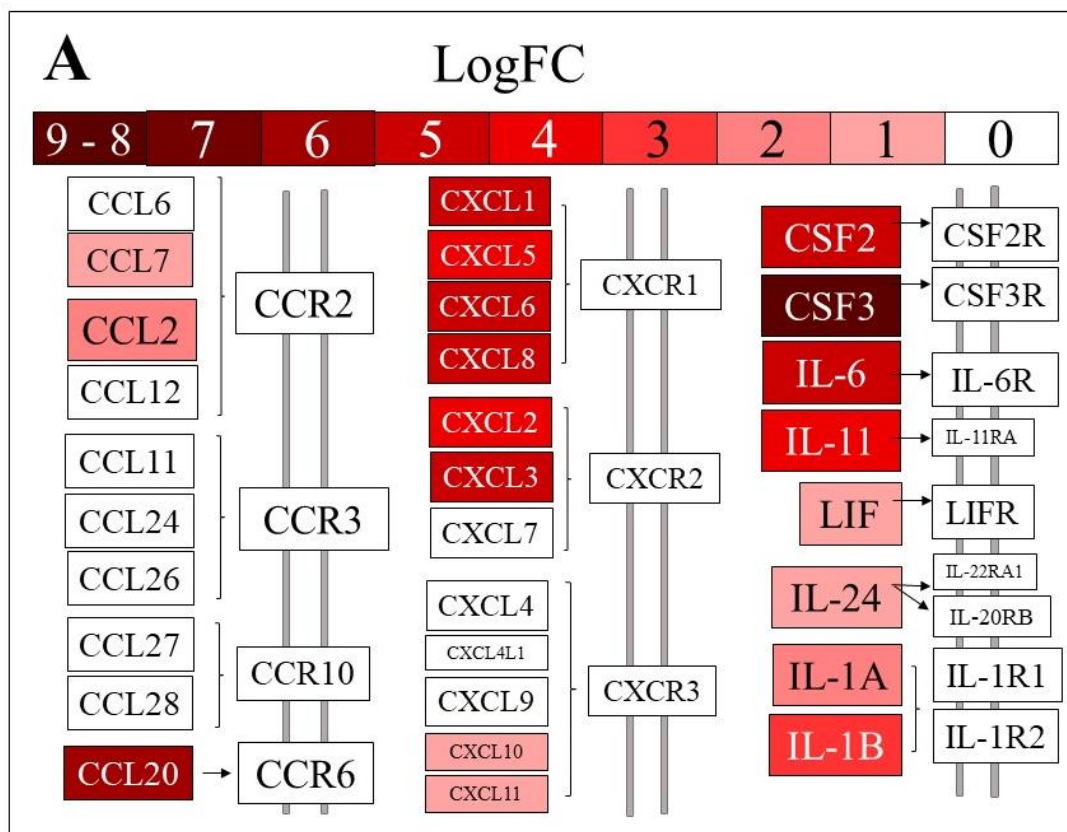 A
LogFC
9 - 8 7 6 5 4 3 2 1 0
CCL6
CCL7
CCL2
CCL12
CCR2
CCL11
CCL24
CCL26
CCR3
CCL27
CCL28
CCR10
CCL20
CCR6
CXCL1
CXCL5
CXCL6
CXCL8
CXCR1
CXCL2
CXCL3
CXCL7
CXCR2
CXCL4
CXCL4L1
CXCL9
CXCL10
CXCL11
CXCR3
CSF2
CSF2R
CSF3
CSF3R
IL-6
IL-6R
IL-11
IL-11RA
LIF
LIFR
IL-24
IL-22RA1
IL-20RB
IL-1A
IL-1B
IL-1R1
IL-1R2